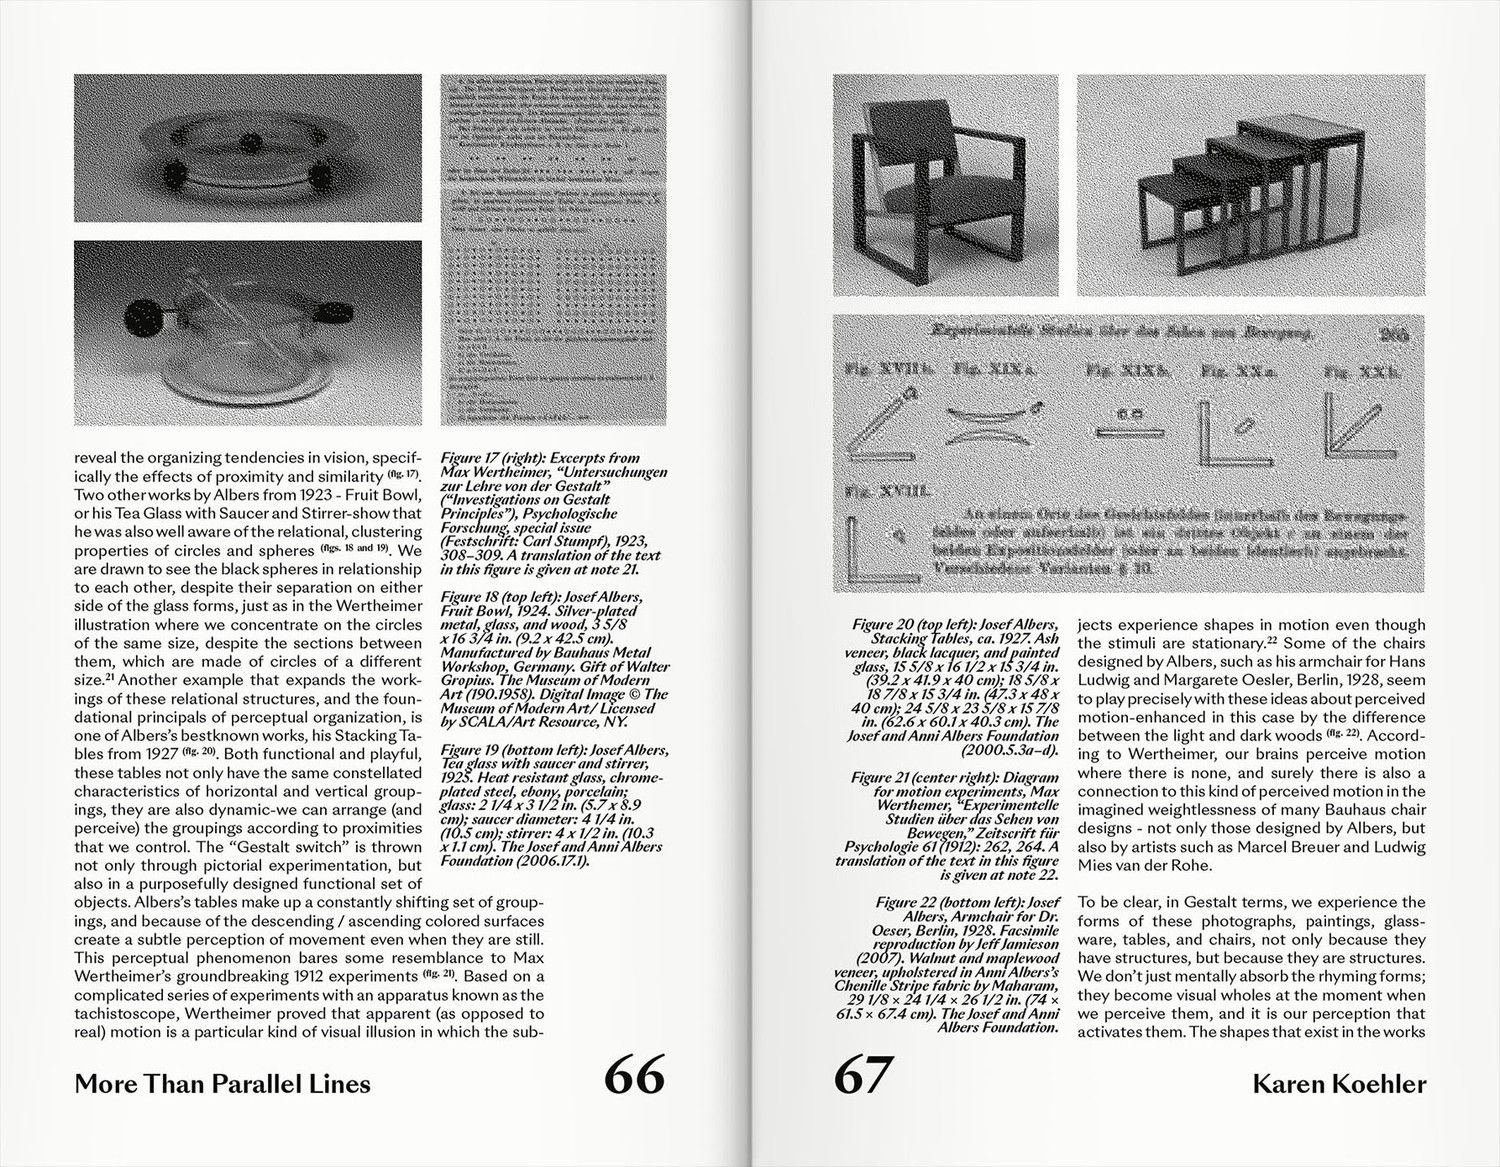 reveal the organizing tendencies in vision, specif-
ically the effects of proximity and similarity (fig. 17).
Two other works by Albers from 1923 - Fruit Bowl,
or his Tea Glass with Saucer and Stirrer-show that
he was also well aware of the relational, clustering
properties of circles and spheres (figs. 18 and 19). We
are drawn to see the black spheres in relationship
to each other, despite their separation on either
side of the glass forms, just as in the Wertheimer
illustration where we concentrate on the circles
of the same size, despite the sections between
them, which are made of circles of a different
size.21 Another example that expands the work-
ings of these relational structures, and the foun-
dational principals of perceptual organization, is
one of Albers's bestknown works, his Stacking Ta-
bles from 1927 (fig. 20). Both functional and playful,
these tables not only have the same constellated
characteristics of horizontal and vertical group-
ings, they are also dynamic-we can arrange (and
perceive) the groupings according to proximities
that we control. The “Gestalt switch” is thrown
not only through pictorial experimentation, but
also in a purposefully designed functional set of
objects. Albers's tables make up a constantly shifting set of group-
ings, and because of the descending / ascending colored surfaces
create a subtle perception of movement even when they are still.
This perceptual phenomenon bares some resemblance to Max
Wertheimer's groundbreaking 1912 experiments (fig. 21). Based on a
complicated series of experiments with an apparatus known as the
tachistoscope, Wertheimer proved that apparent (as opposed to
real) motion is a particular kind of visual illusion in which the sub-
Figure 17 (right): Excerpts from
Max Wertheimer, “Untersuchungen
zur Lehre von der Gestalt”
(“Investigations on Gestalt
Principles”), Psychologische
Forschung, special issue
(Festschrift: Carl Stumpf), 1923,
308–309. A translation of the text
in this figure is given at note 21.
Figure 18 (top left): Josef Albers,
Fruit Bowl, 1924. Silver-plated
metal, glass, and wood, 3 5/8
x 16 3/4 in. (9.2 x 42.5 cm).
Manufactured by Bauhaus Metal
Workshop, Germany. Gift of Walter
Gropius. The Museum of Modern
Art (190.1958). Digital Image © The
Museum of Modern Art/ Licensed
by SCALA/Art Resource, NY.
Figure 19 (bottom left): Josef Albers,
Tea glass with saucer and stirrer,
1925. Heat resistant glass, chrome-
plated steel, ebony, porcelain;
glass: 2 1/4 x 3 1/2 in. (5.7 x 8.9
cm); saucer diameter: 4 1/4 in.
(10.5 cm); stirrer: 4 x 1/2 in. (10.3
x 1.1 cm). The Josef and Anni Albers
Foundation (2006.17.1).
More Than Parallel Lines
66
Experimentelle Studien über das Sehen von Bewegung.
Fig. XVII b. Fig. XIX a. Fig. XIX b. Fig. XX a. Fig. XX b.
Fig. XVIII.
An einem Orte des Gesichtsfeldes (innerhalb des Bewegungs-
feldes oder außerhalb) ist ein drittes Objekt c zu einem der
beiden Expositionsfelder (oder zu beiden identisch) angebracht.
Verschiedene Varianten § 10.
Figure 20 (top left): Josef Albers,
Stacking Tables, ca. 1927. Ash
veneer, black lacquer, and painted
glass, 15 5/8 x 16 1/2 x 15 3/4 in.
(39.2 x 41.9 x 40 cm); 18 5/8 x
18 7/8 x 15 3/4 in. (47.3 x 48 x
40 cm); 24 5/8 x 23 5/8 x 15 7/8
in. (62.6 x 60.1 x 40.3 cm). The
Josef and Anni Albers Foundation
(2000.5.3a–d).
Figure 21 (center right): Diagram
for motion experiments, Max
Werthemer, “Experimentelle
Studien über das Sehen von
Bewegen,” Zeitscrift für
Psychologie 61 (1912): 262, 264. A
translation of the text in this figure
is given at note 22.
Figure 22 (bottom left): Josef
Albers, Armchair for Dr.
Oeser, Berlin, 1928. Facsimile
reproduction by Jeff Jamieson
(2007). Walnut and maplewood
veneer, upholstered in Anni Albers's
Chenille Stripe fabric by Maharam,
29 1/8 × 24 1/4 × 26 1/2 in. (74 ×
61.5 × 67.4 cm). The Josef and Anni
Albers Foundation.
jects experience shapes in motion even though
the stimuli are stationary.22 Some of the chairs
designed by Albers, such as his armchair for Hans
Ludwig and Margarete Oesler, Berlin, 1928, seem
to play precisely with these ideas about perceived
motion-enhanced in this case by the difference
between the light and dark woods (fig. 22). Accord-
ing to Wertheimer, our brains perceive motion
where there is none, and surely there is also a
connection to this kind of perceived motion in the
imagined weightlessness of many Bauhaus chair
designs - not only those designed by Albers, but
also by artists such as Marcel Breuer and Ludwig
Mies van der Rohe.
To be clear, in Gestalt terms, we experience the
forms of these photographs, paintings, glass-
ware, tables, and chairs, not only because they
have structures, but because they are structures.
We don't just mentally absorb the rhyming forms;
they become visual wholes at the moment when
we perceive them, and it is our perception that
activates them. The shapes that exist in the works
67
Karen Koehler